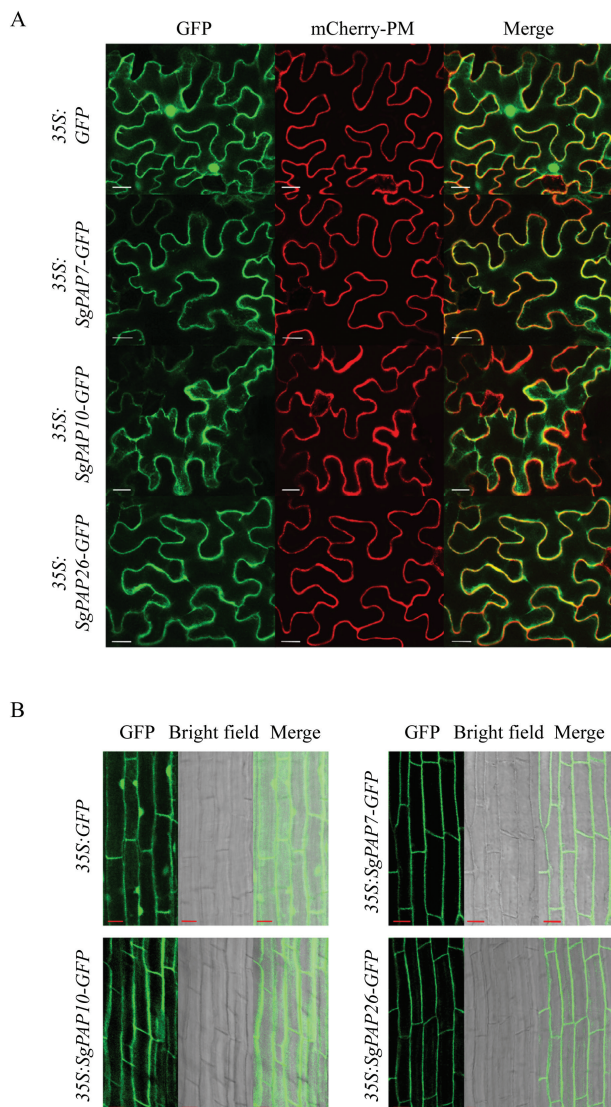 A
GFP mCherry-PM Merge
35S:
GFP
35S:
SgPAP7-GFP
35S:
SgPAP10-GFP
35S:
SgPAP26-GFP
B
GFP Bright field Merge
GFP Bright field Merge
35S:GFP
35S:SgPAP7-GFP
35S:SgPAP10-GFP
35S:SgPAP26-GFP